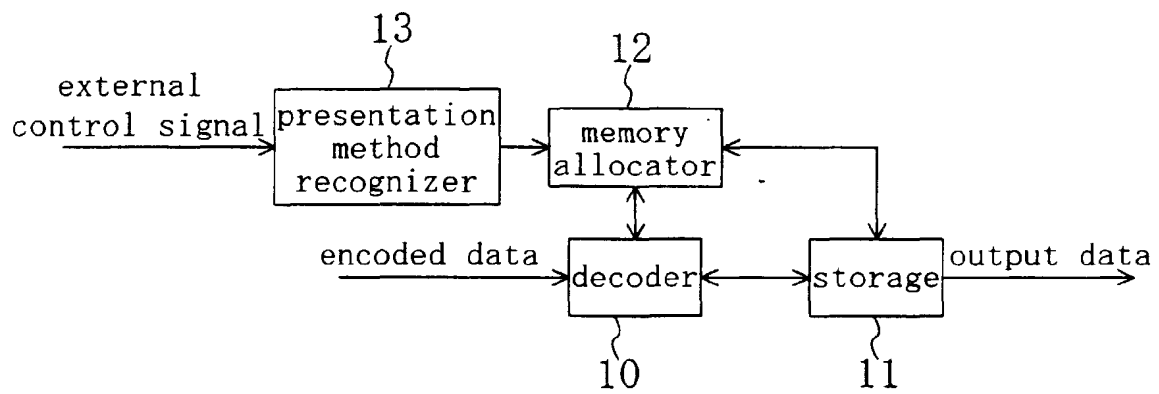 13
12
external
control signal
presentation
method
recognizer
memory
allocator
encoded data
decoder
storage
output data
10
11